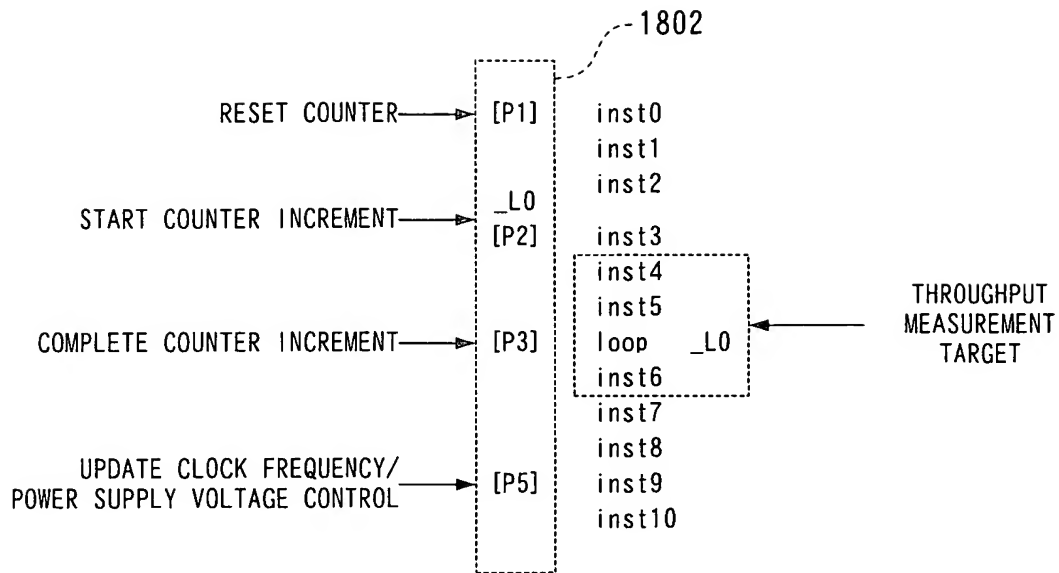 1802
RESET COUNTER [P1] inst0
inst1
inst2
_L0
START COUNTER INCREMENT
[P2] inst3
inst4
inst5
COMPLETE COUNTER INCREMENT [P3] loop _L0
inst6
THROUGHPUT
MEASUREMENT
TARGET
inst7
inst8
UPDATE CLOCK FREQUENCY/
POWER SUPPLY VOLTAGE CONTROL
[P5] inst9
inst10